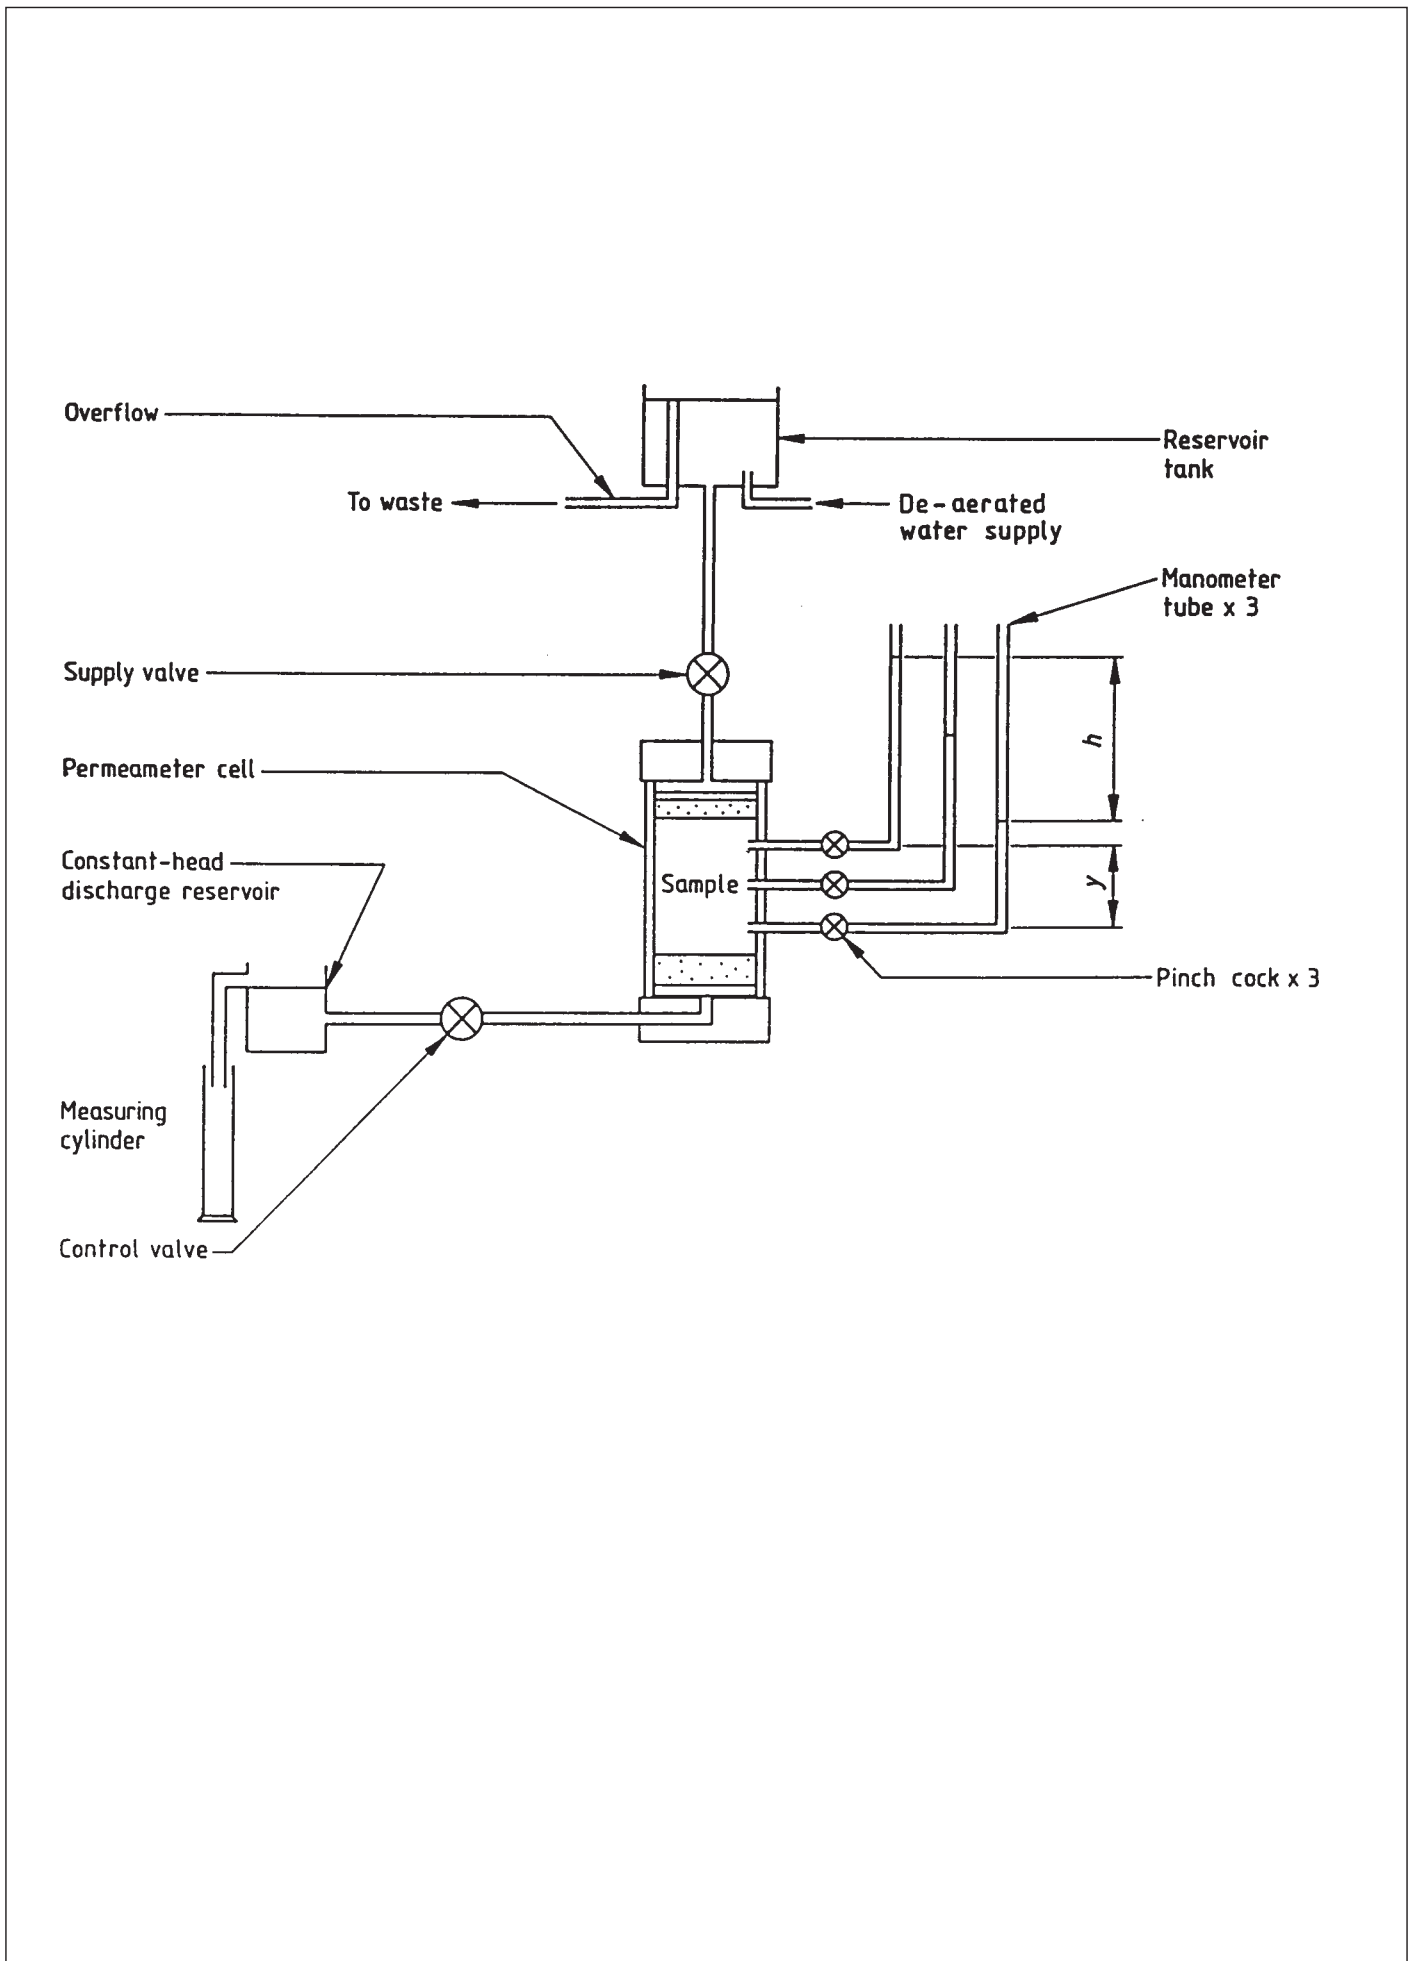 Overflow
Reservoir
tank
To waste
De-aerated
water supply
Manometer
tube x 3
Supply valve
h
Permeameter cell
Constant-head
discharge reservoir
Sample
y
Pinch cock x 3
Measuring
cylinder
Control valve